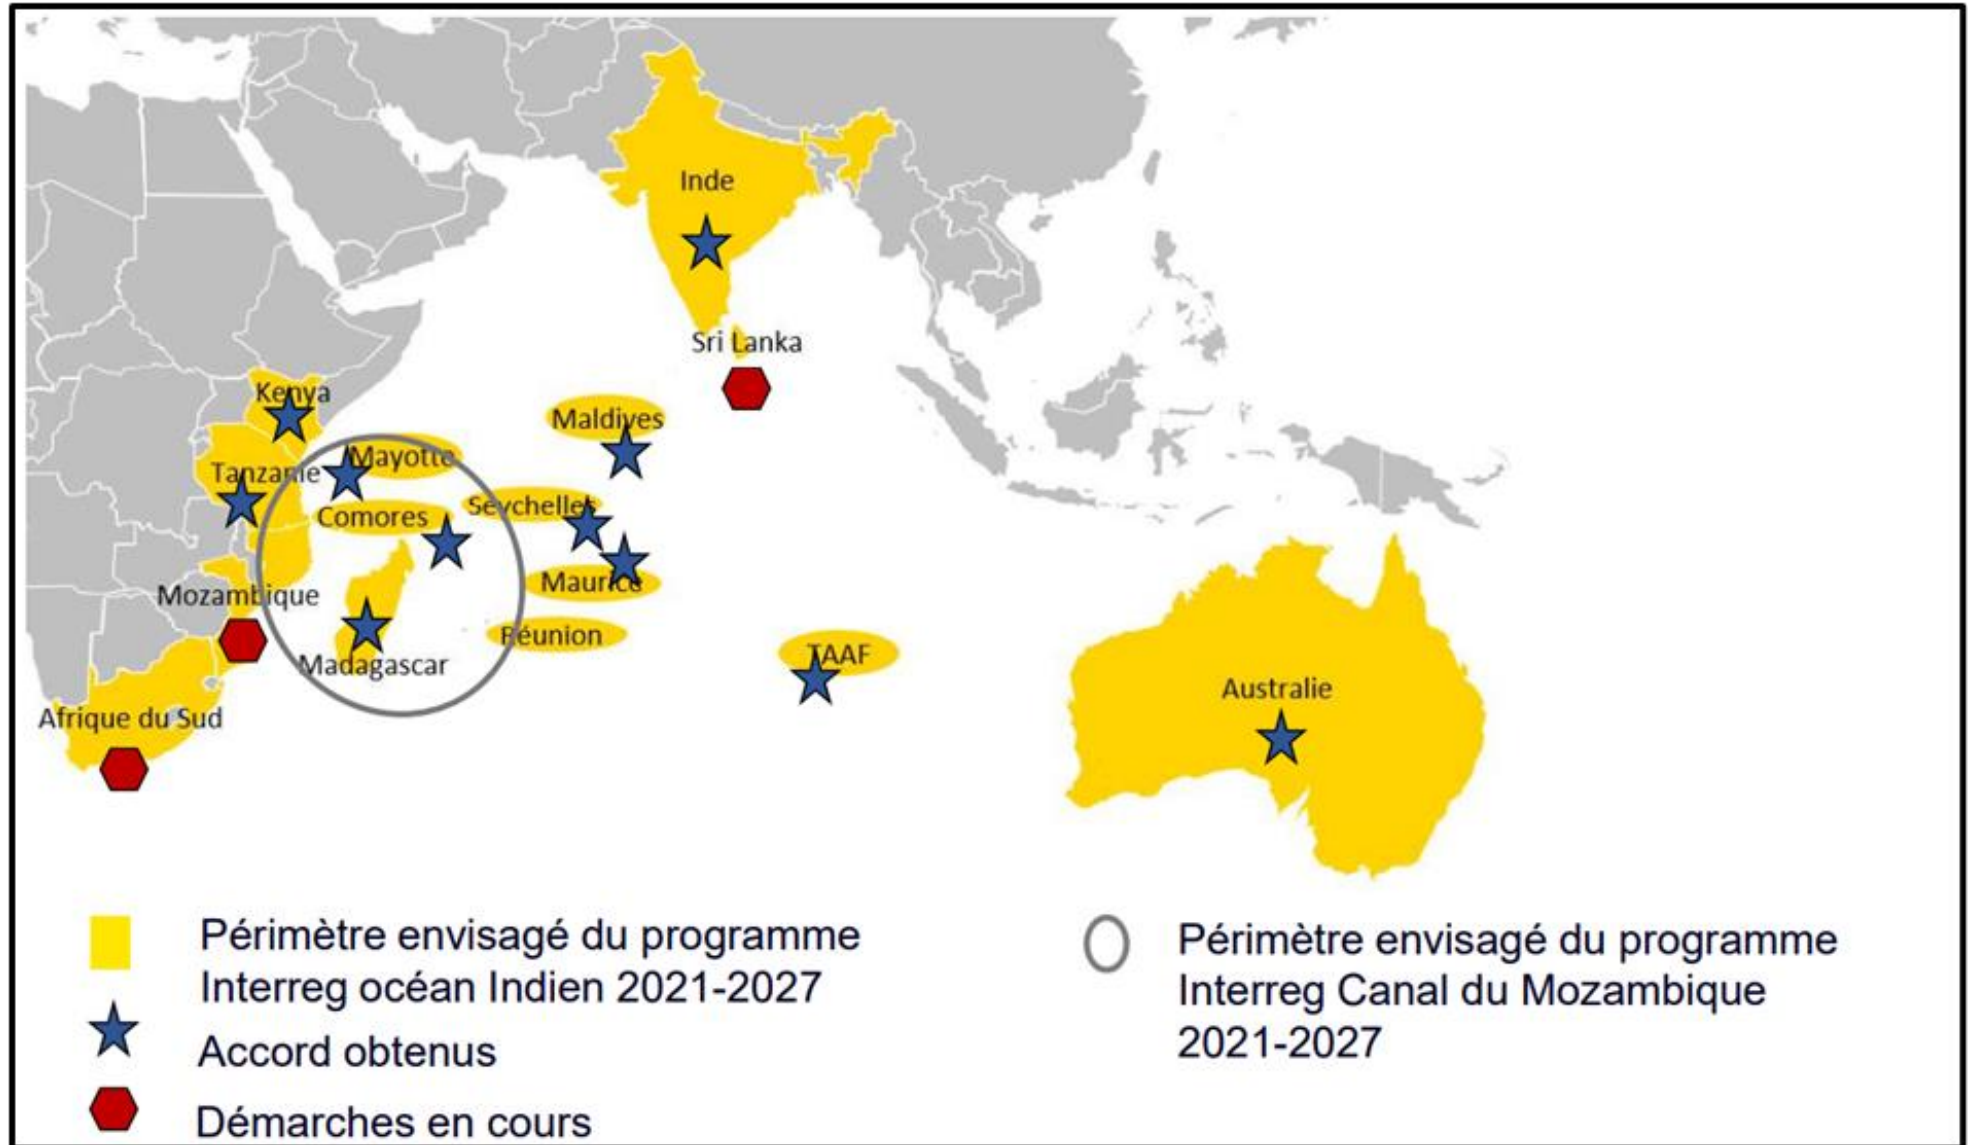 Inde
Sri Lanka
Kenya
Maldives
Mayotte
Tanzanie
Seychelles
Comores
Maurice
Mozambique
Réunion
TAAF
Madagascar
Australie
Afrique du Sud
Périmètre envisagé du programme
Interreg océan Indien 2021-2027
Accord obtenus
Démarches en cours
Périmètre envisagé du programme
Interreg Canal du Mozambique
2021-2027